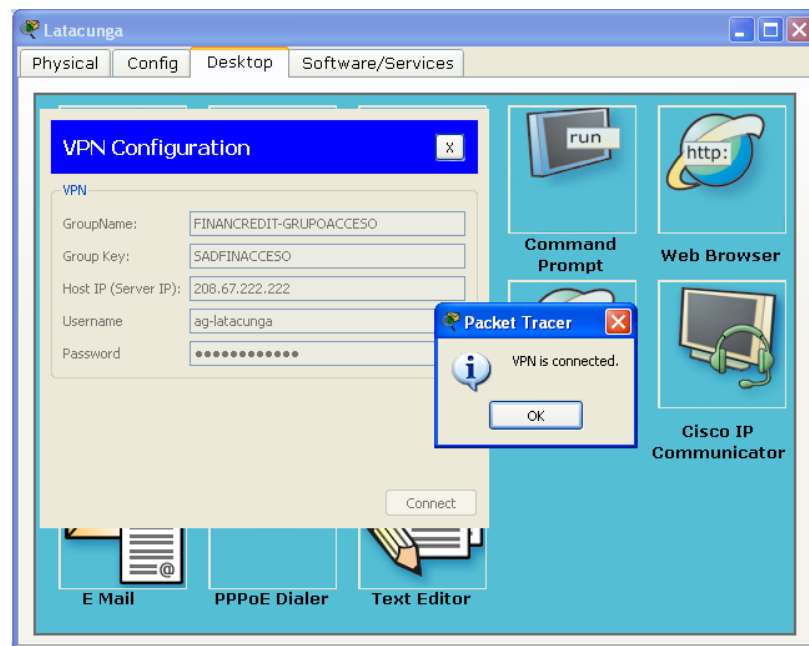 Latacunga
Physical Config Desktop Software/Services
VPN Configuration X
VPN
GroupName: FINANCREDIT-GRUPOACCESO
Group Key: SADFINACCESO
Host IP (Server IP): 208.67.222.222
Username ag-latacunga
Password ●●●●●●●●●●●●
Connect
run
Command
Prompt
http:
Web Browser
Packet Tracer
VPN is connected.
OK
Cisco IP
Communicator
@
E Mail PPPoE Dialer Text Editor